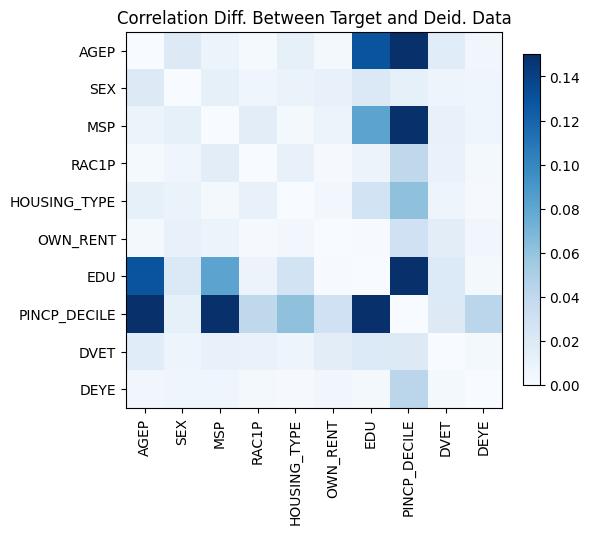 Correlation Diff. Between Target and Deid. Data
AGEP
SEX
MSP
RAC1P
HOUSING_TYPE
OWN_RENT
EDU
PINCP_DECILE
DVET
DEYE
AGEP
SEX
MSP
RAC1P
HOUSING_TYPE
OWN_RENT
EDU
PINCP_DECILE
DVET
DEYE
0.14
0.12
0.10
0.08
0.06
0.04
0.02
0.00